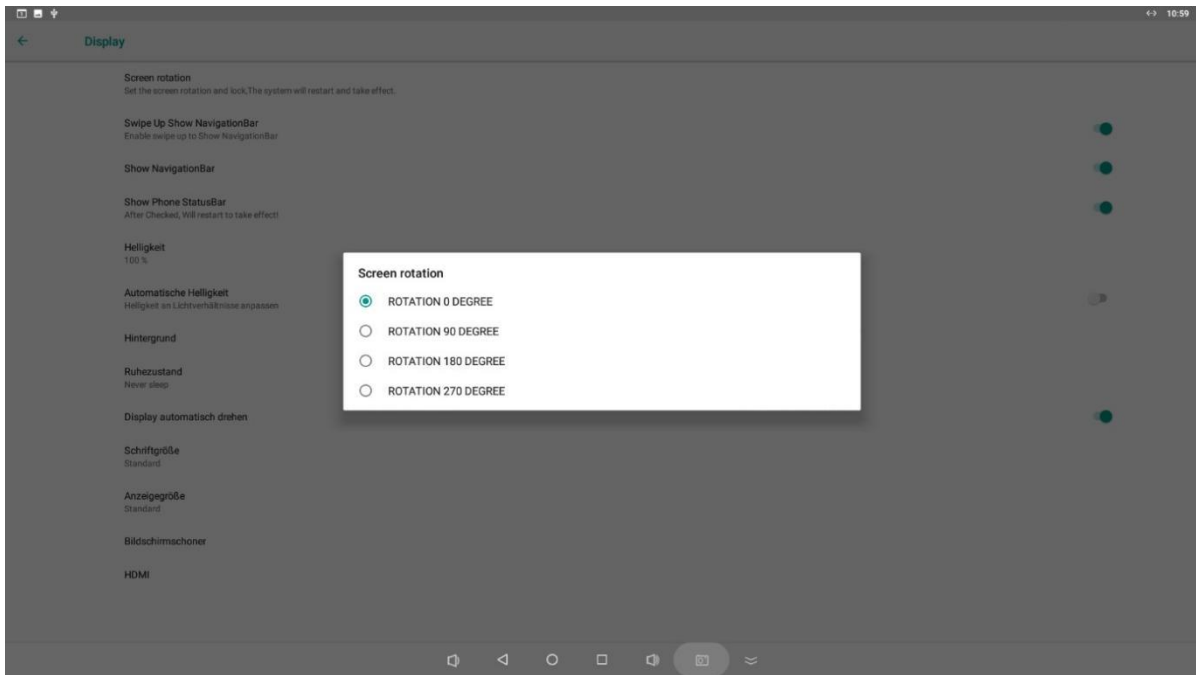 10:59
Display
Screen rotation
Set the screen rotation and lock,The system will restart and take effect.
Swipe Up Show NavigationBar
Enable swipe-up to Show NavigationBar
Show NavigationBar
Show Phone StatusBar
After Checked, Will restart to take effect!
Helligkeit
100 %
Automatische Helligkeit
Helligkeit an Lichtverhältnisse anpassen
Hintergrund
Ruhezustand
Never sleep
Display automatisch drehen
Schriftgröße
Standard
Anzeigegröße
Standard
Bildschirmschoner
HDMI
Screen rotation
ROTATION 0 DEGREE
ROTATION 90 DEGREE
ROTATION 180 DEGREE
ROTATION 270 DEGREE